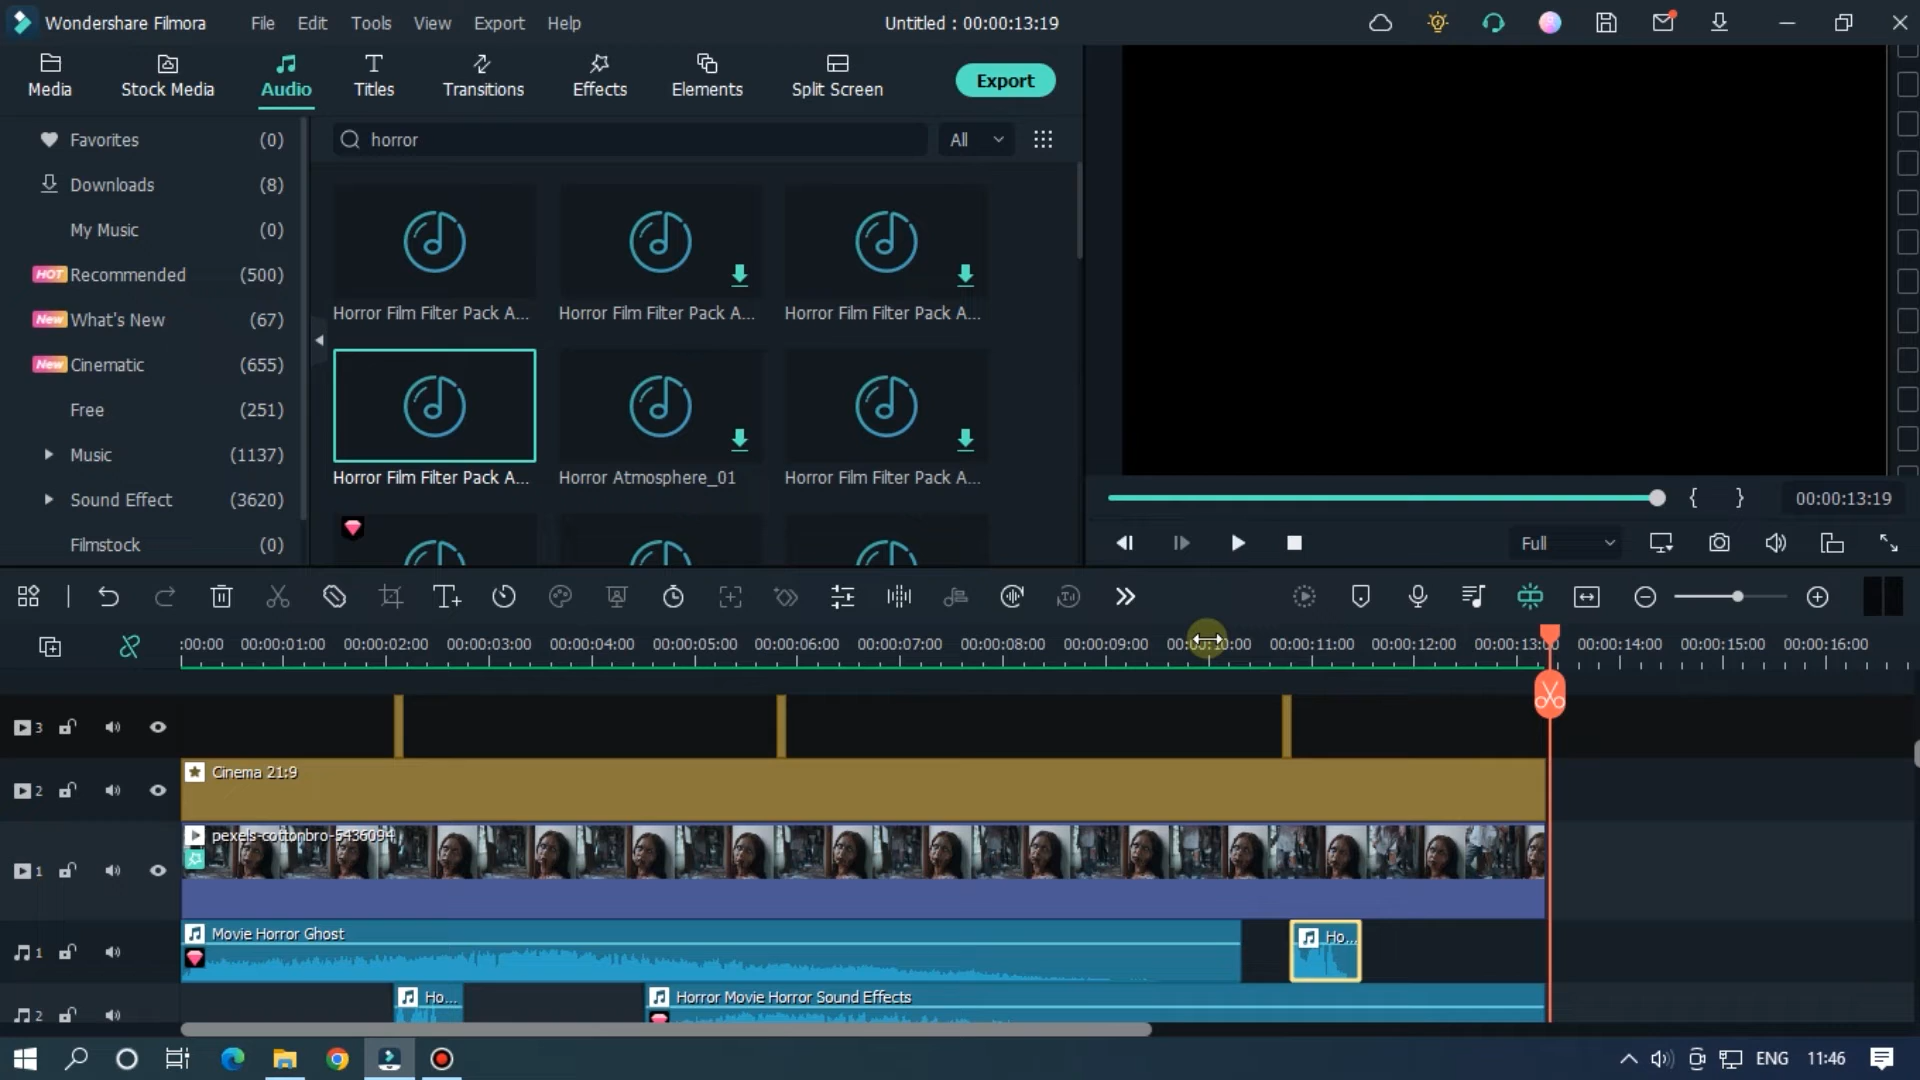 Wondershare Filmora File Edit Tools View Export Help Untitled : 00:00:13:19
Media Stock Media Audio Titles Transitions Effects Elements Split Screen Export
Favorites (0)
Downloads (8)
My Music (0)
HOT Recommended (500)
New What's New (67)
New Cinematic (655)
Free (251)
Music (1137)
Sound Effect (3620)
Filmstock (0)
horror All
Horror Film Filter Pack A... Horror Film Filter Pack A... Horror Film Filter Pack A...
Horror Film Filter Pack A... Horror Atmosphere_01 Horror Film Filter Pack A...
{ } 00:00:13:19
Full
:00:00 00:00:01:00 00:00:02:00 00:00:03:00 00:00:04:00 00:00:05:00 00:00:06:00 00:00:07:00 00:00:08:00 00:00:09:00 00:00:10:00 00:00:11:00 00:00:12:00 00:00:13:00 00:00:14:00 00:00:15:00 00:00:16:00
3
2 Cinema 21:9
pexels-cottonbro-5436094
1
Movie Horror Ghost Ho...
1
2 Ho... Horror Movie Horror Sound Effects
ENG 11:46